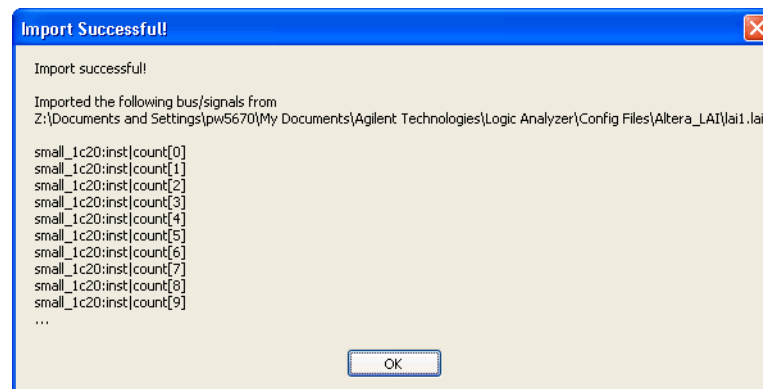 Import Successful!
Import successful!
Imported the following bus/signals from
Z:\Documents and Settings\pw5670\My Documents\Agilent Technologies\Logic Analyzer\Config Files\Altera_LAI\lai1.lai
small_1c20:inst|count[0]
small_1c20:inst|count[1]
small_1c20:inst|count[2]
small_1c20:inst|count[3]
small_1c20:inst|count[4]
small_1c20:inst|count[5]
small_1c20:inst|count[6]
small_1c20:inst|count[7]
small_1c20:inst|count[8]
small_1c20:inst|count[9]
...
OK